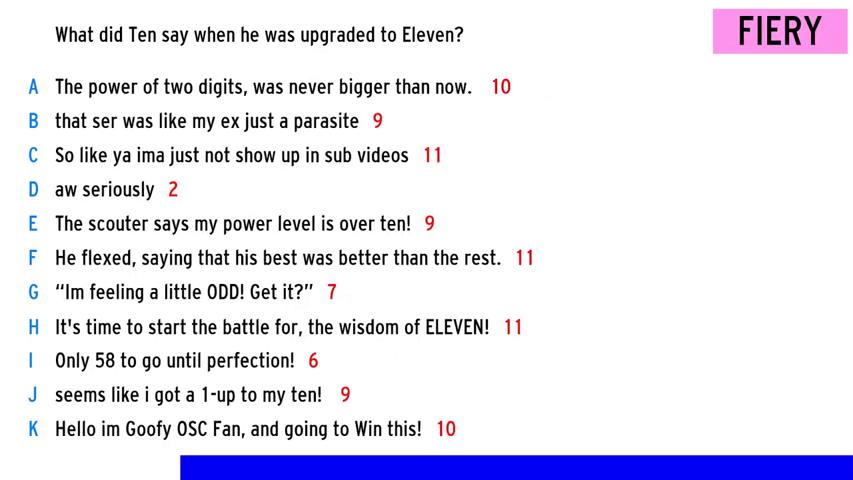 What did Ten say when he was upgraded to Eleven?
FIERY
A The power of two digits, was never bigger than now. 10
B that ser was like my ex just a parasite 9
C So like ya ima just not show up in sub videos 11
D aw seriously 2
E The scouter says my power level is over ten! 9
F He flexed, saying that his best was better than the rest. 11
G “Im feeling a little ODD! Get it?” 7
H It's time to start the battle for, the wisdom of ELEVEN! 11
I Only 58 to go until perfection! 6
J seems like i got a 1-up to my ten! 9
K Hello im Goofy OSC Fan, and going to Win this! 10